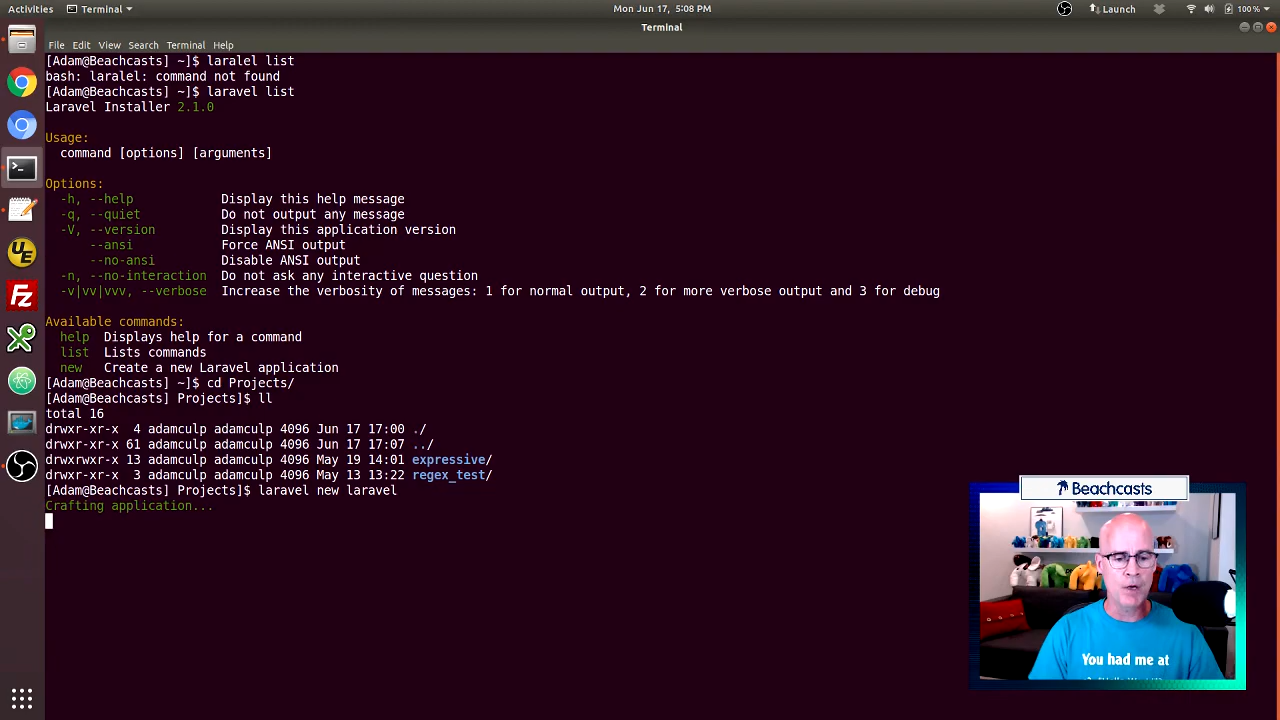 Activities
Terminal
Mon Jun 17, 5:08 PM
Launch
100%
Terminal
File Edit View Search Terminal Help
[Adam@Beachcasts] ~]$ laralel list
bash: laralel: command not found
[Adam@Beachcasts] ~]$ laravel list
Laravel Installer 2.1.0
Usage:
command [options] [arguments]
Options:
-h, --help Display this help message
-q, --quiet Do not output any message
-V, --version Display this application version
--ansi Force ANSI output
--no-ansi Disable ANSI output
-n, --no-interaction Do not ask any interactive question
-v|vv|vvv, --verbose Increase the verbosity of messages: 1 for normal output, 2 for more verbose output and 3 for debug
Available commands:
help Displays help for a command
list Lists commands
new Create a new Laravel application
[Adam@Beachcasts] ~]$ cd Projects/
[Adam@Beachcasts] Projects]$ ll
total 16
drwxr-xr-x 4 adamculp adamculp 4096 Jun 17 17:00 ./
drwxr-xr-x 61 adamculp adamculp 4096 Jun 17 17:07 ../
drwxrwxr-x 13 adamculp adamculp 4096 May 19 14:01 expressive/
drwxr-xr-x 3 adamculp adamculp 4096 May 13 13:22 regex_test/
[Adam@Beachcasts] Projects]$ laravel new laravel
Crafting application...
UE
Fz
Beachcasts
You had me at